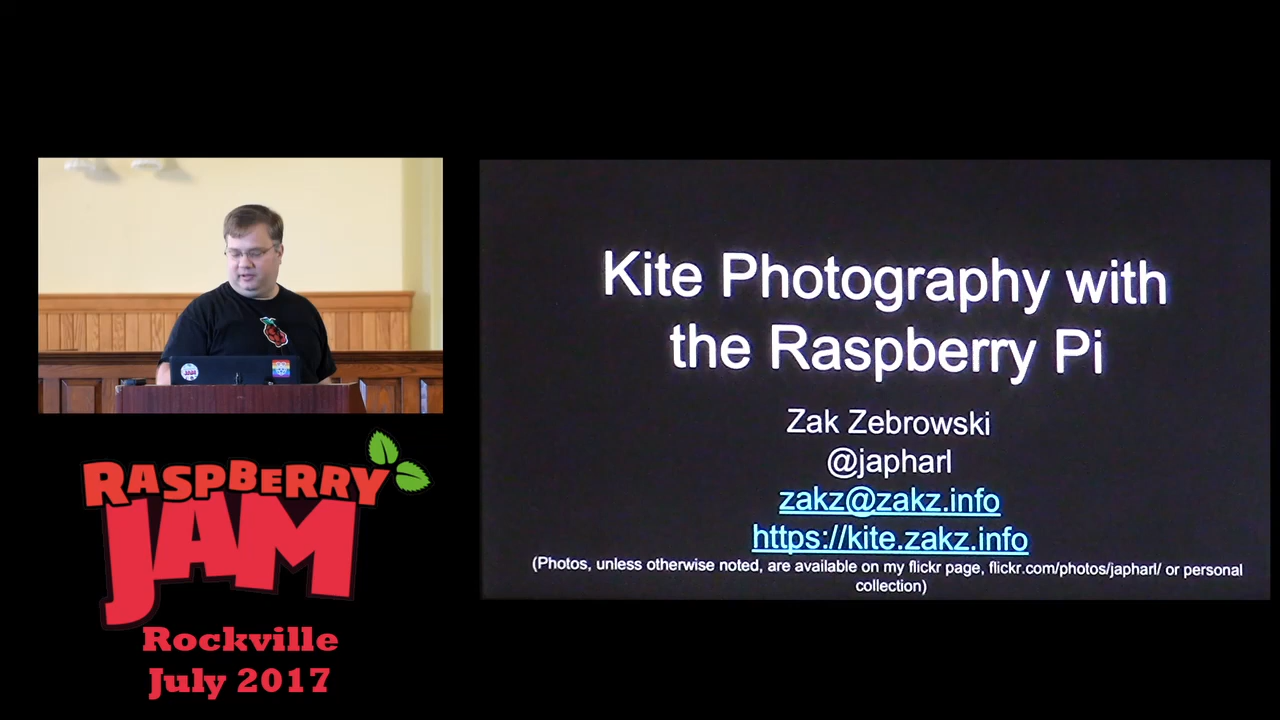 Kite Photography with
the Raspberry Pi
Zak Zebrowski
@japharl
zakz@zakz.info
https://kite.zakz.info
(Photos, unless otherwise noted, are available on my flickr page, flickr.com/photos/japharl/ or personal
collection)
RASPBERRY
JAM
Rockville
July 2017